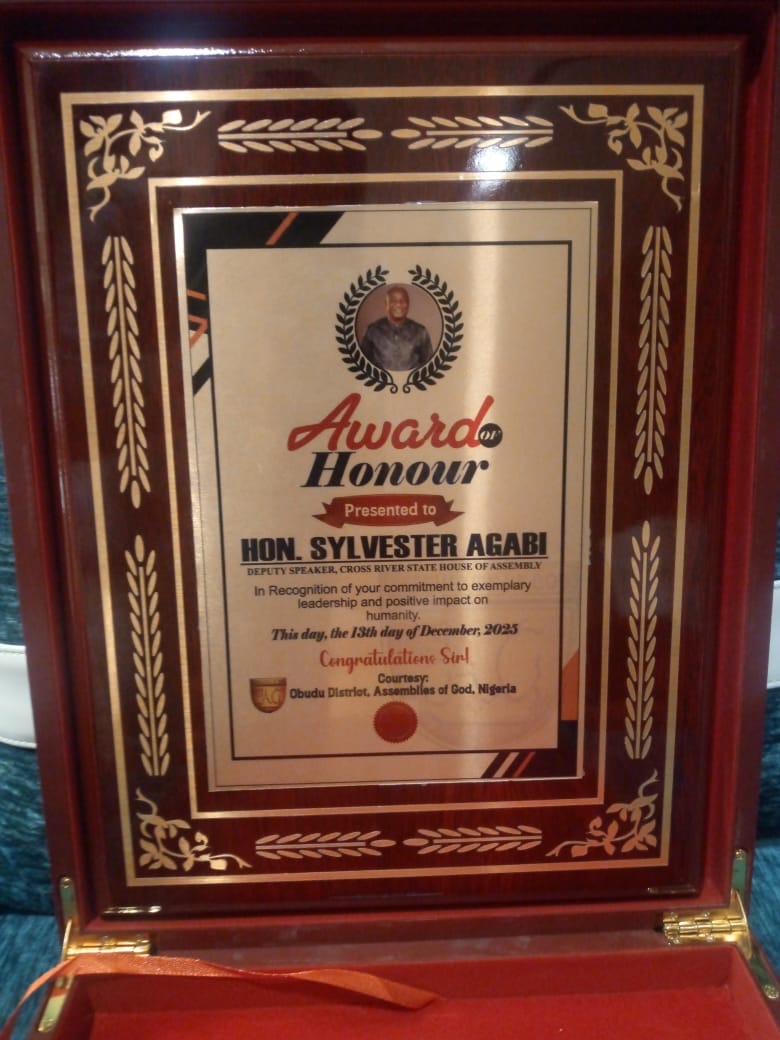 Award OF
Honour
Presented to
HON. SYLVESTER AGABI
DEPUTY SPEAKER, CROSS RIVER STATE HOUSE OF ASSEMBLY
In Recognition of your commitment to exemplary
leadership and positive impact on
humanity.
This day, the 13th day of December, 2025
Congratulations Sir!
Courtesy:
Obudu District, Assemblies of God, Nigeria